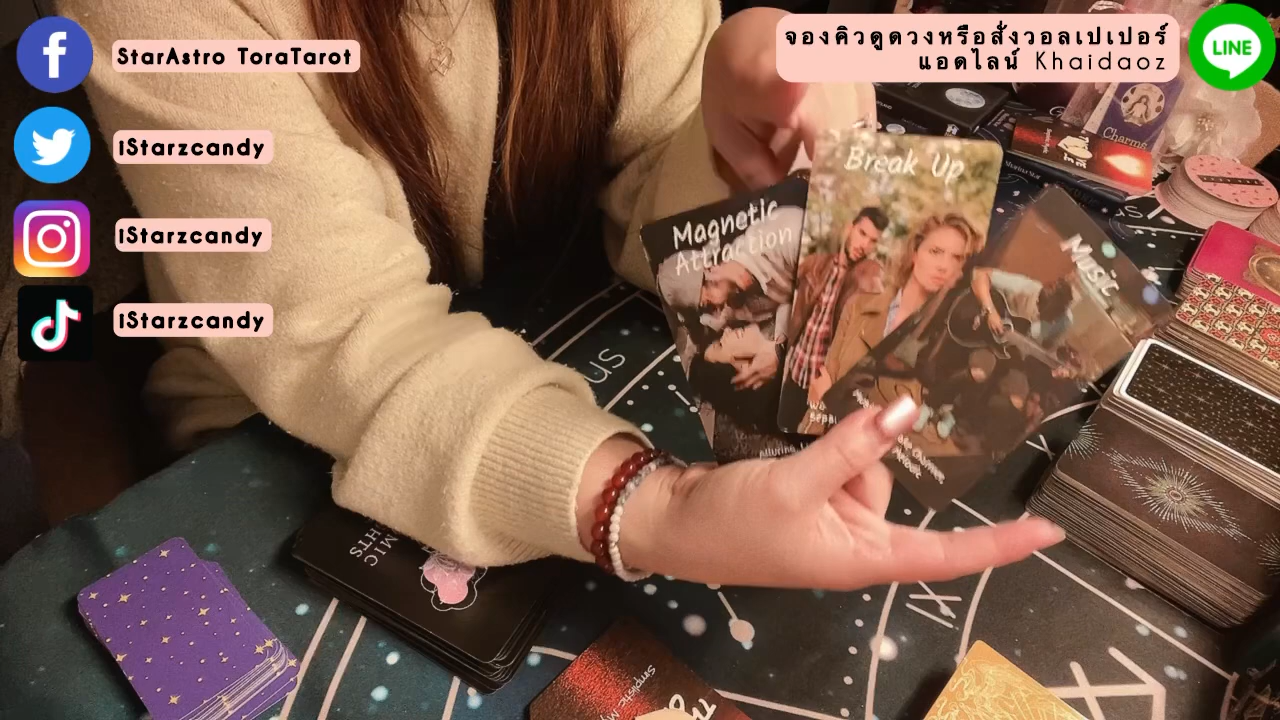 StarAstro ToraTarot
iStarzcandy
iStarzcandy
iStarzcandy
จองคิวดูดวงหรือสั่งวอลเปเปอร์
แอดไลน์ Khaidaoz
LINE
Magnetic
Attraction
Break Up
Music
Charms